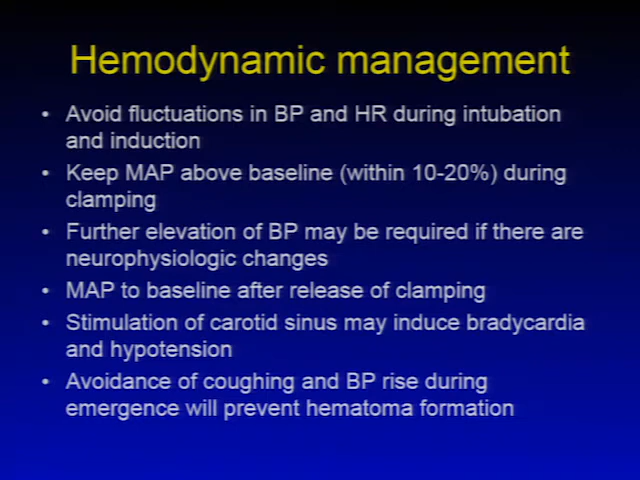 Hemodynamic management
• Avoid fluctuations in BP and HR during intubation
and induction
• Keep MAP above baseline (within 10-20%) during
clamping
• Further elevation of BP may be required if there are
neurophysiologic changes
• MAP to baseline after release of clamping
• Stimulation of carotid sinus may induce bradycardia
and hypotension
• Avoidance of coughing and BP rise during
emergence will prevent hematoma formation